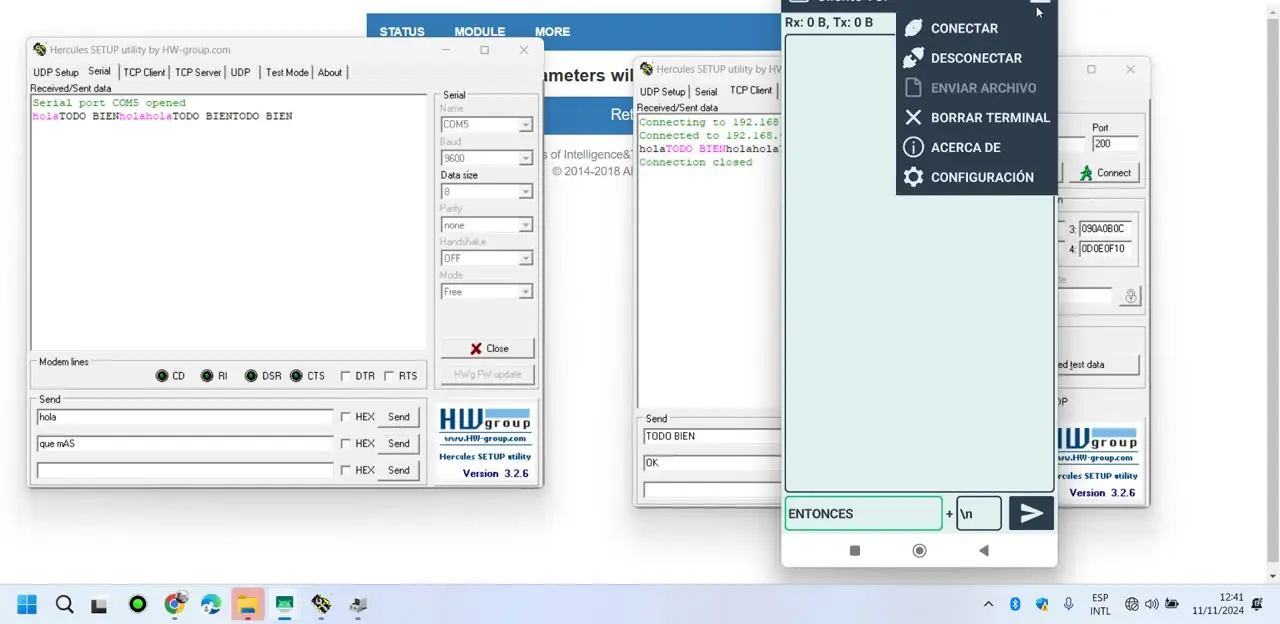 STATUS MODULE MORE
ameters wil
Ret
s of Intelligence&
© 2014-2018 Al
Hercules SETUP utility by HW-group.com
UDP Setup Serial TCP Client TCP Server UDP Test Mode About
Received/Sent data
Serial port COM5 opened
holaTODO BIENholaholaTODO BIENTODO BIEN
Serial
Name
COM5
Baud
9600
Data size
8
Parity
none
Handshake
OFF
Mode
Free
Close
HWg FW update
Modem lines
CD RI DSR CTS DTR RTS
Send
hola HEX Send
que mAS HEX Send
HEX Send
HW group
www.HW-group.com
Hercules SETUP utility
Version 3.2.6
Hercules SETUP utility by HW
UDP Setup Serial TCP Client
Received/Sent data
Connecting to 192.168
Connected to 192.168.
holaTODO BIENholahola
Connection closed
Send
TODO BIEN
OK
Port
200
Connect
3: 090A0B0C
4: 0D0E0F10
ed test data
HW group
www.HW-group.com
rcules SETUP utility
Version 3.2.6
Rx: 0 B, Tx: 0 B
CONECTAR
DESCONECTAR
ENVIAR ARCHIVO
BORRAR TERMINAL
ACERCA DE
CONFIGURACIÓN
ENTONCES + \n
ESP
INTL
12:41
11/11/2024